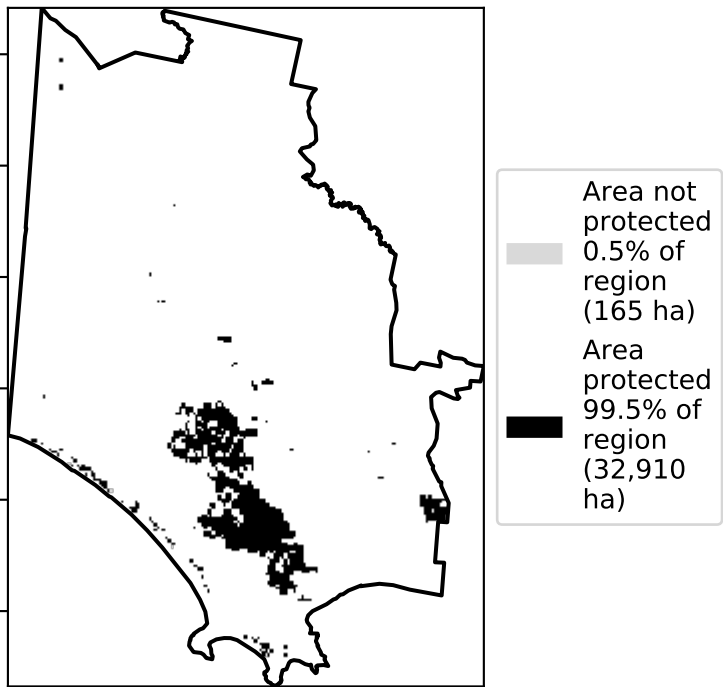 Area not
protected
0.5% of
region
(165 ha)
Area
protected
99.5% of
region
(32,910
ha)